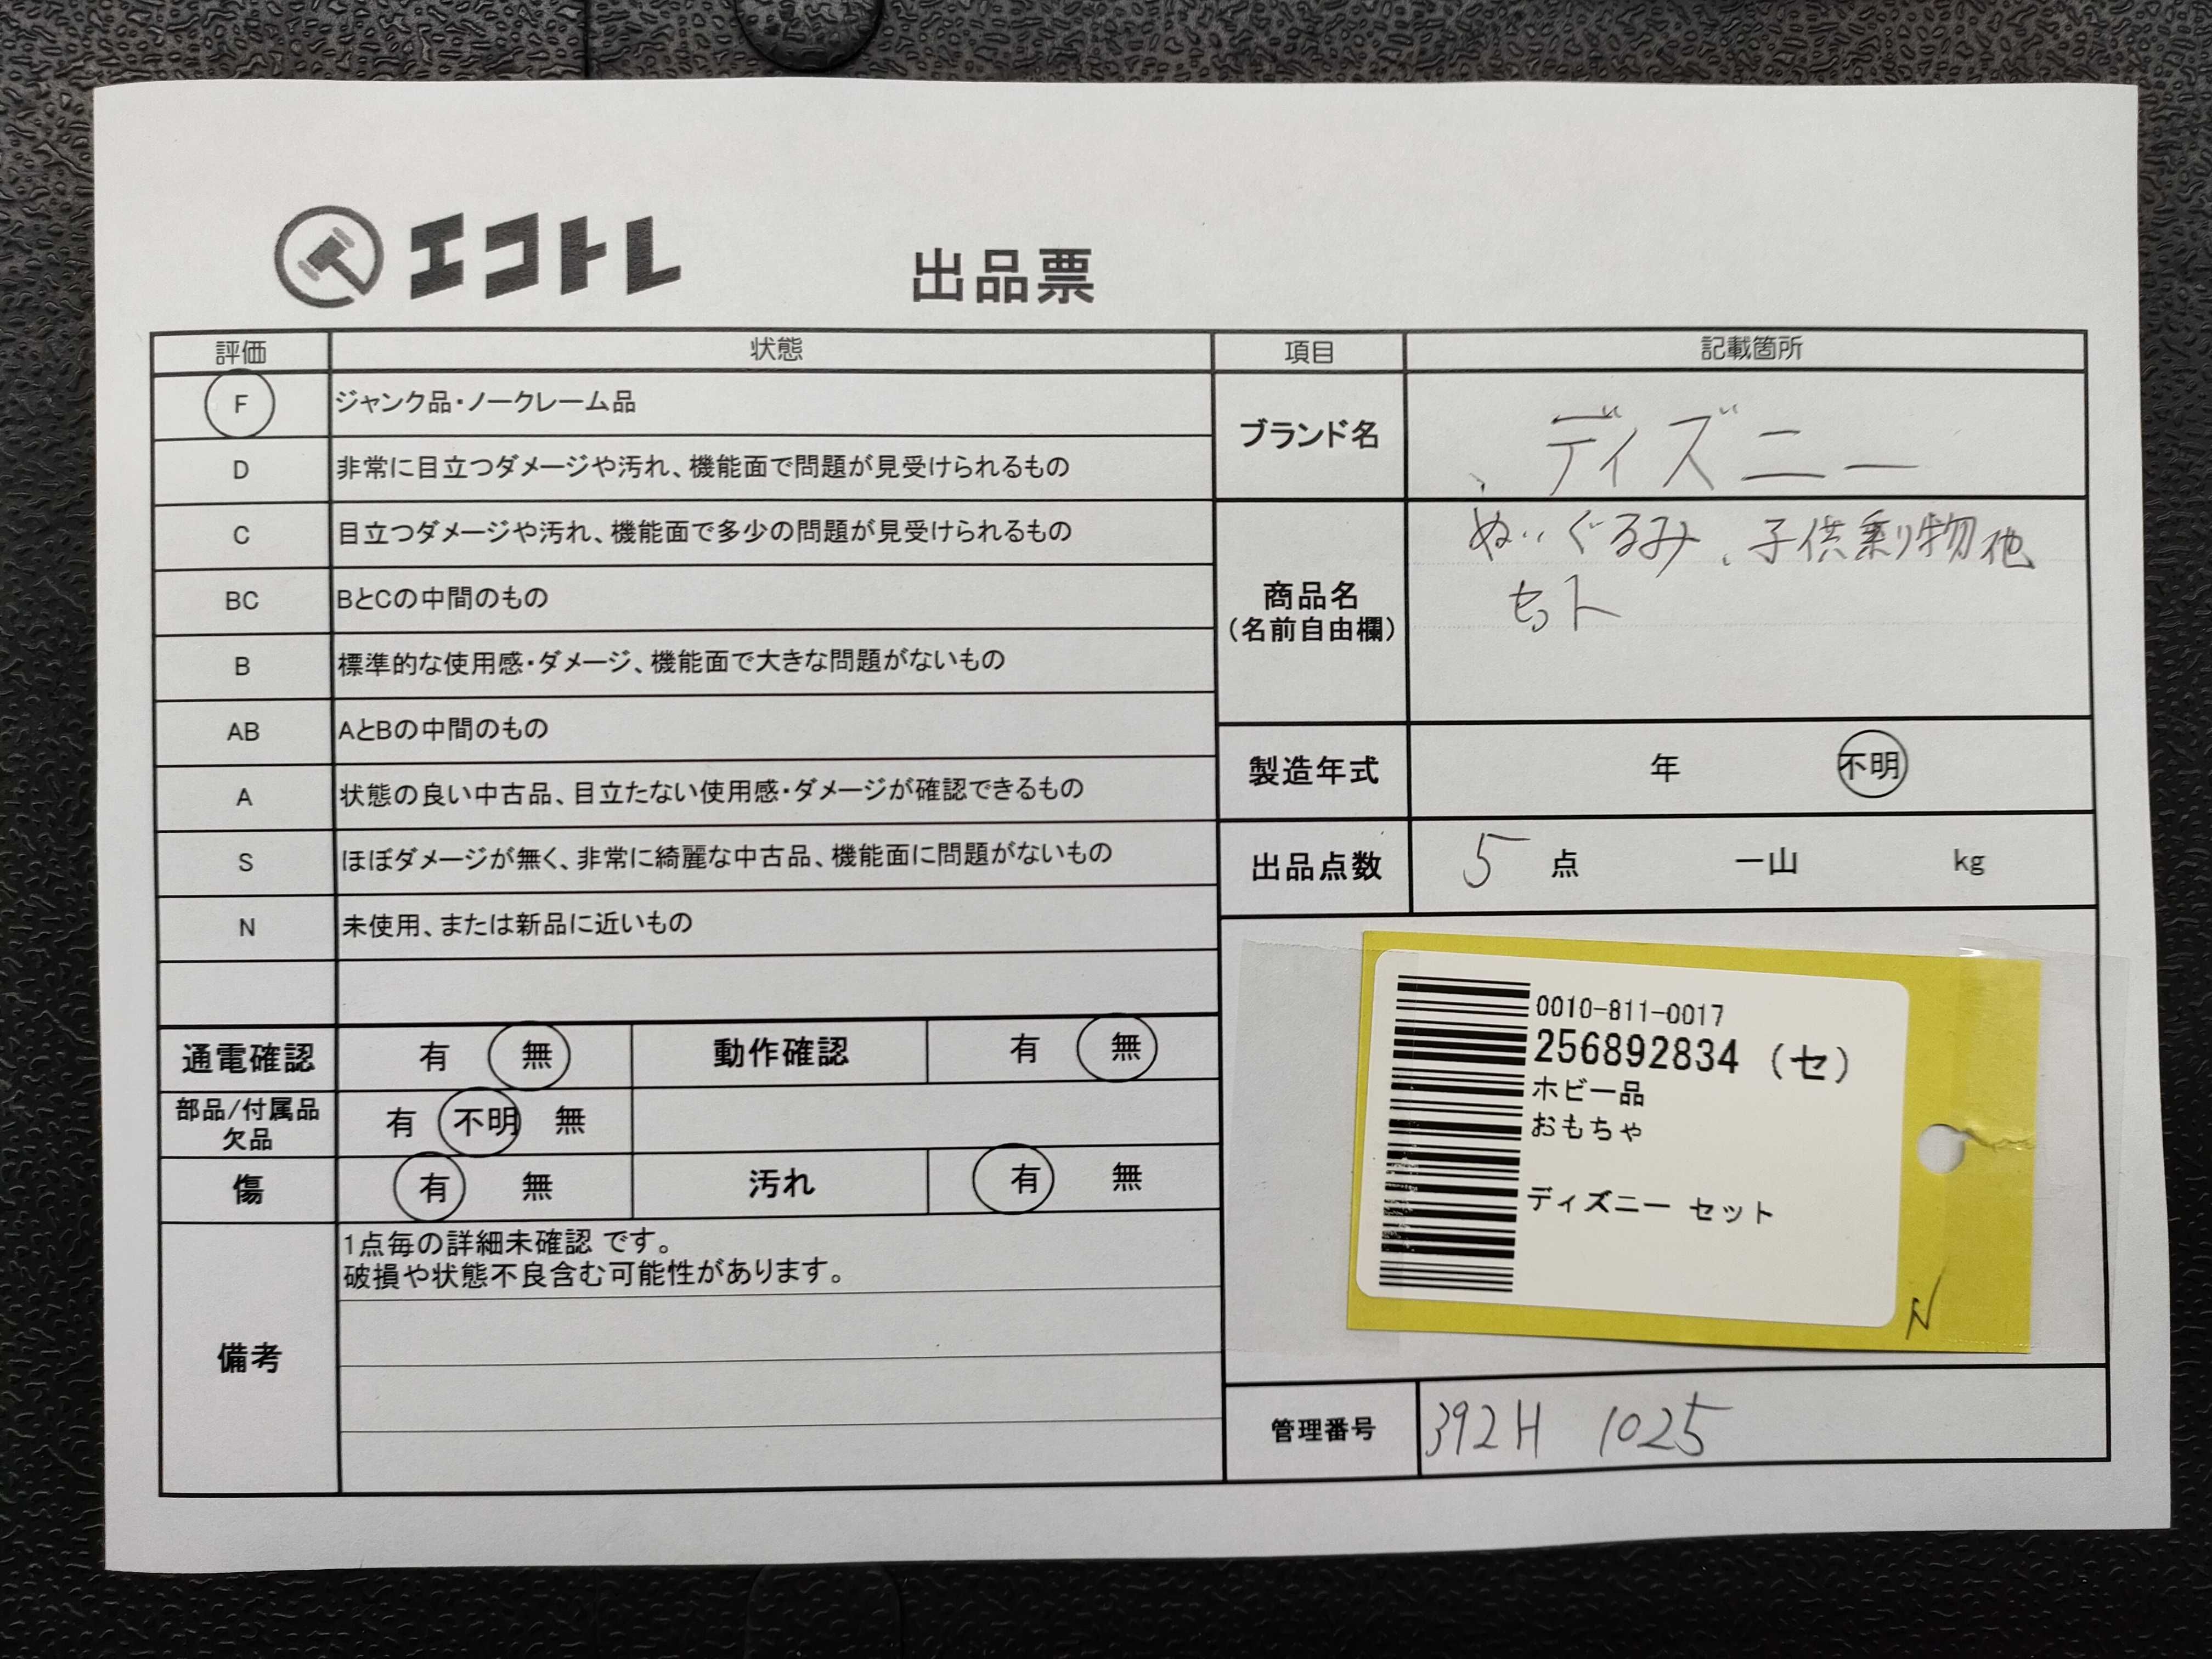 エコトレ
出品票
評価 状態 項目 記載箇所
F ジャンク品・ノークレーム品
D 非常に目立つダメージや汚れ、機能面で問題が見受けられるもの
C 目立つダメージや汚れ、機能面で多少の問題が見受けられるもの
BC BとCの中間のもの
B 標準的な使用感・ダメージ、機能面で大きな問題がないもの
AB AとBの中間のもの
A 状態の良い中古品、目立たない使用感・ダメージが確認できるもの
S ほぼダメージが無く、非常に綺麗な中古品、機能面に問題がないもの
N 未使用、または新品に近いもの
通電確認 有 無 動作確認 有 無
部品/付属品
欠品
有 不明 無
傷 有 無 汚れ 有 無
備考
1点毎の詳細未確認 です。
破損や状態不良含む可能性があります。
ブランド名 、ディズニー
商品名
(名前自由欄)
ぬいぐるみ、子供乗り物他
セット
製造年式 年 不明
出品点数 5 点 一山 kg
0010-811-0017
256892834 (セ)
ホビー品
おもちゃ
ディズニー セット
N
管理番号 392H 1025